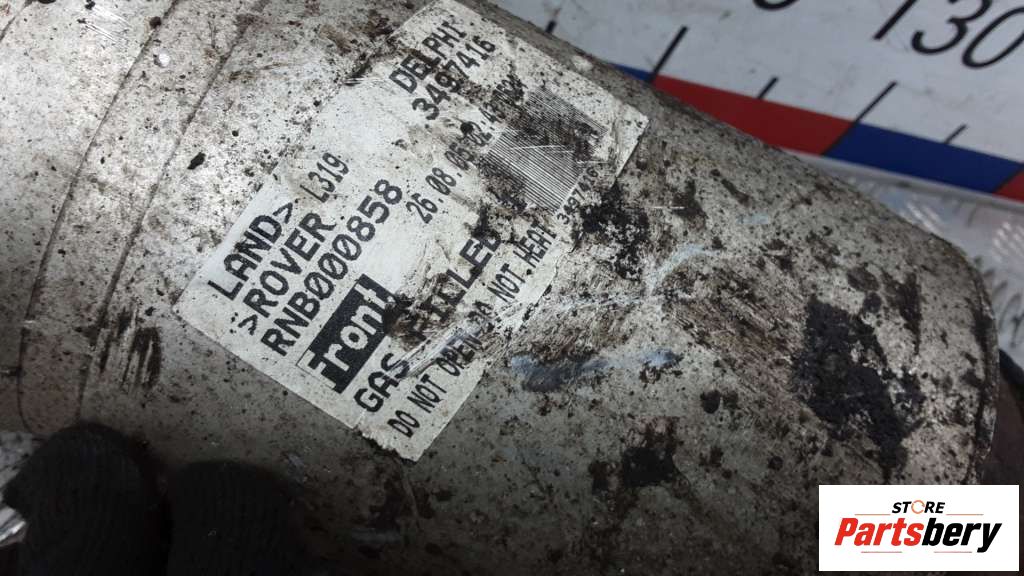 LAND> L319
>ROVER
RNB000858
front
GAS FILLED
DO NOT OPEN DO NOT HEAT
DELPHI
3497416
26.08.05
130
STORE
Partsbery